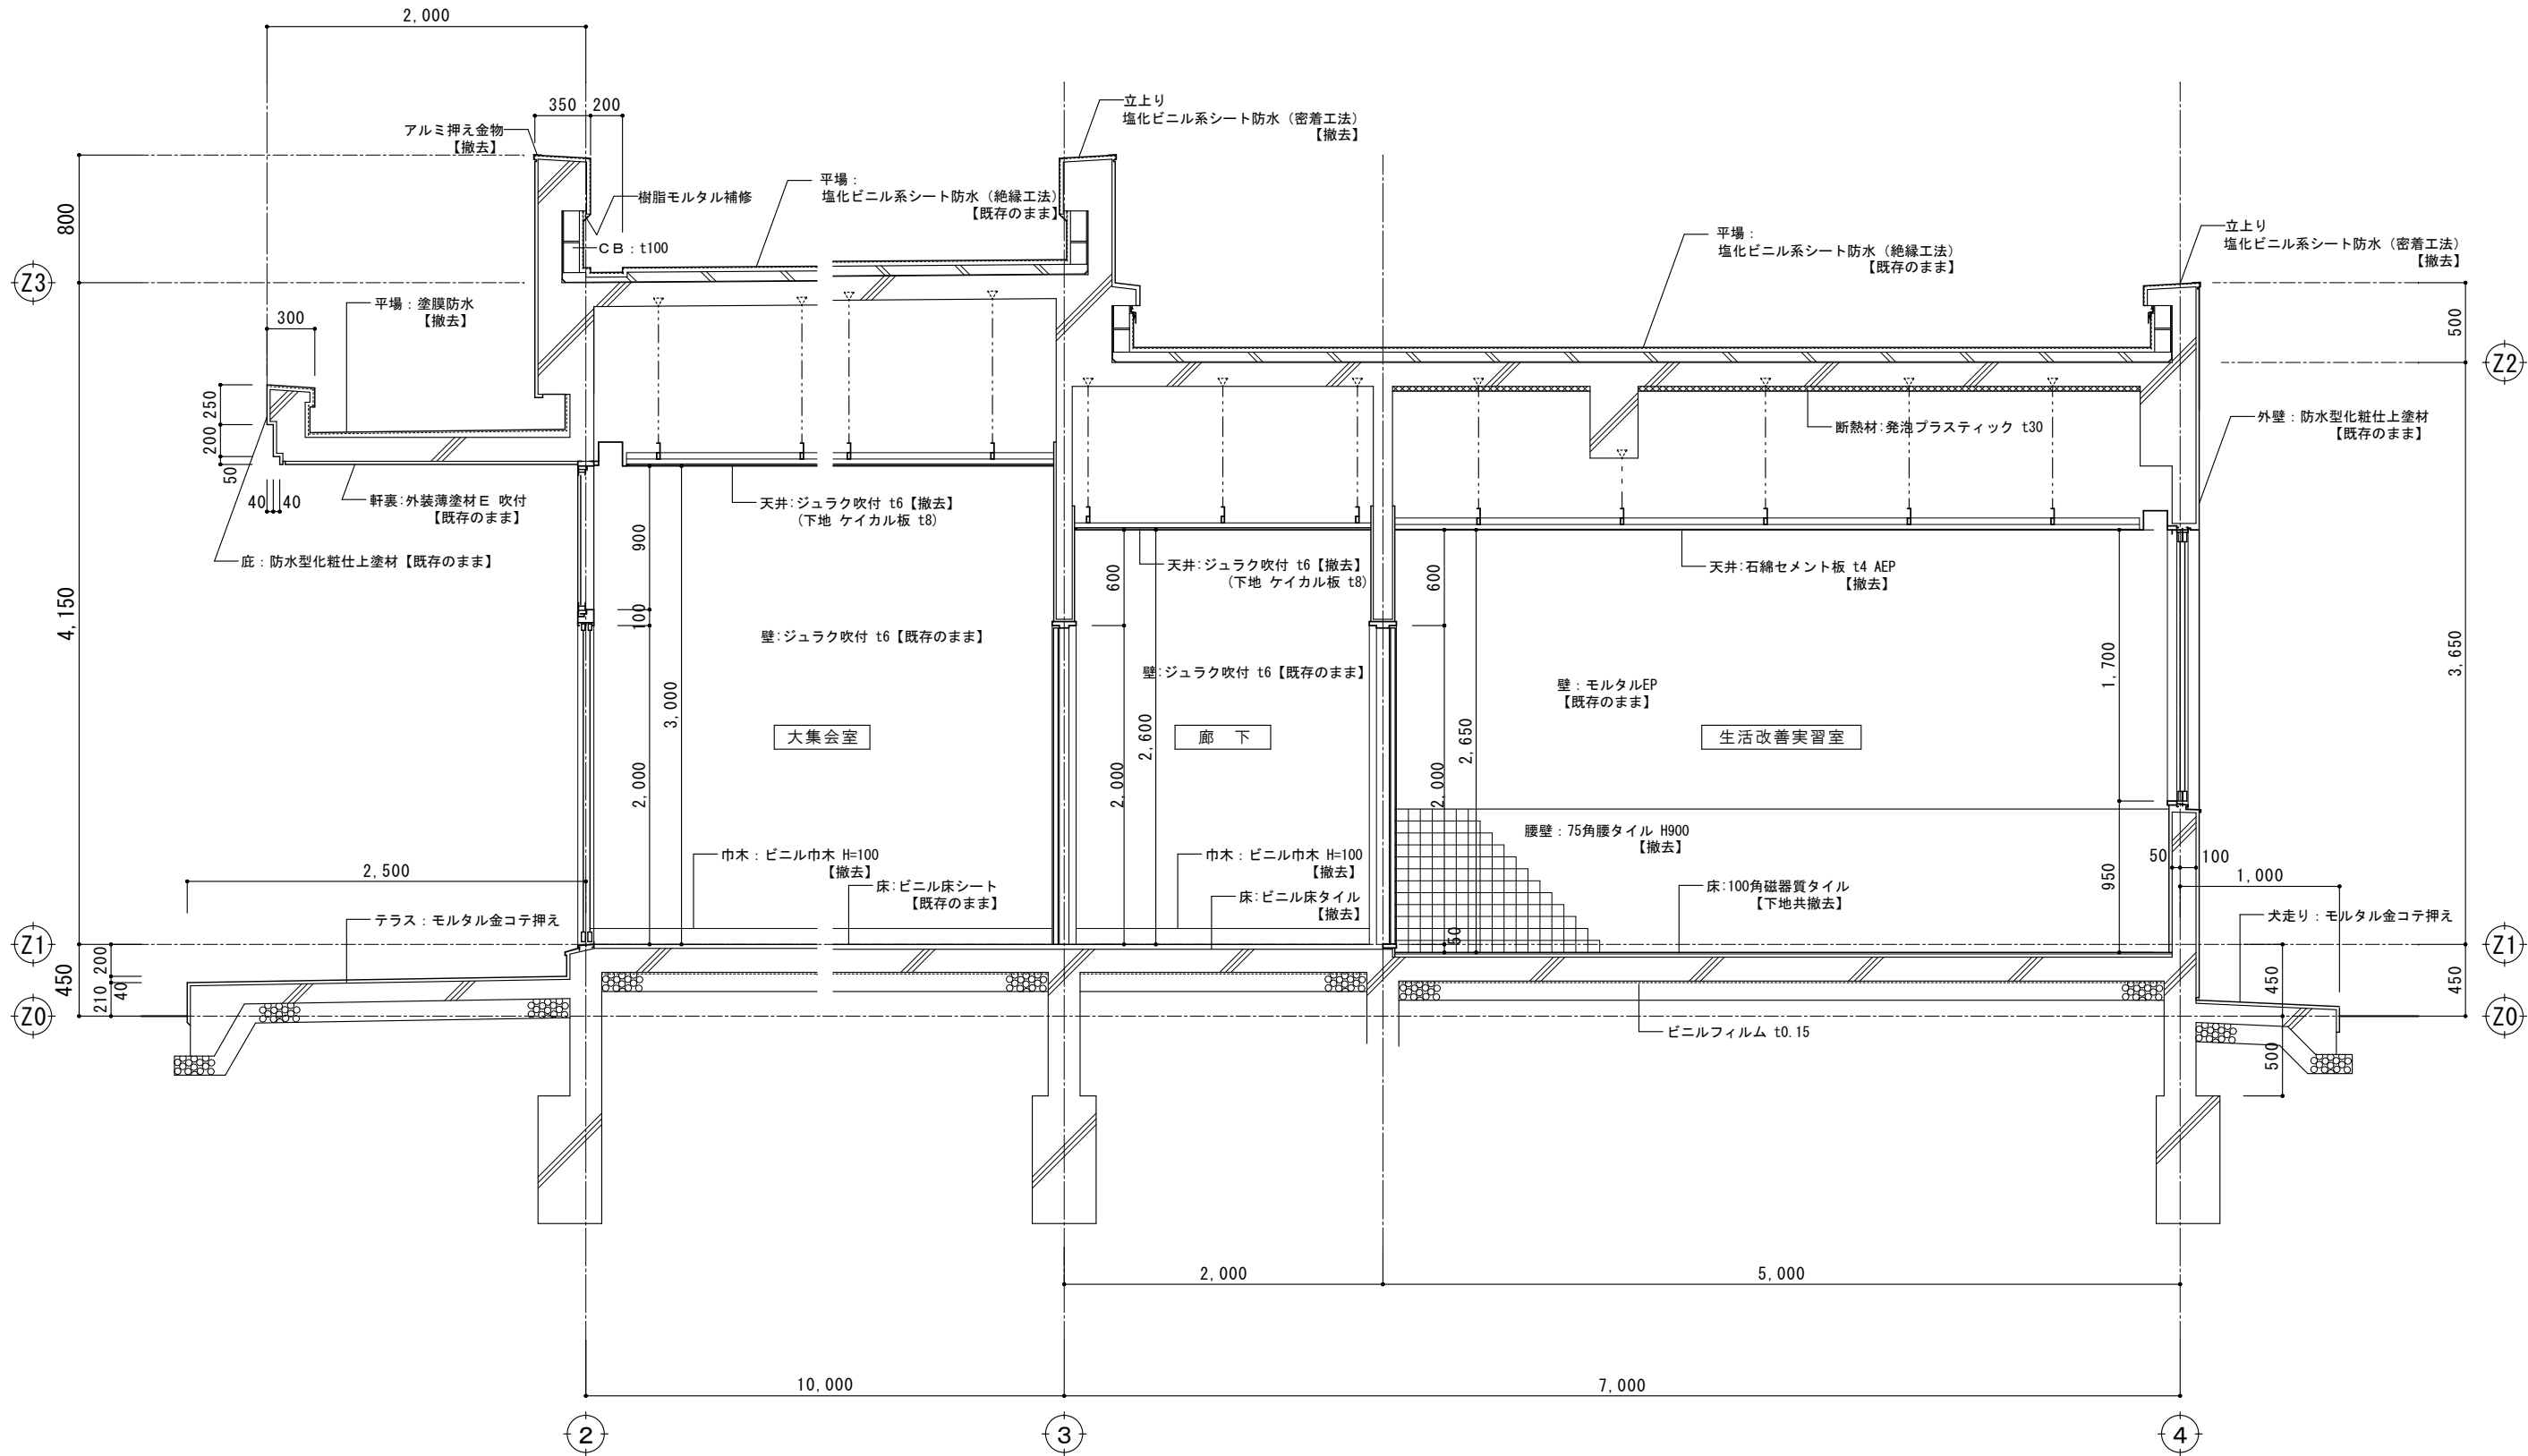 2,000
350
200
アルミ押え金物
【撤去】
立上り
塩化ビニル系シート防水（密着工法）
【撤去】
樹脂モルタル補修
平場：
塩化ビニル系シート防水（絶縁工法）
【既存のまま】
CB：t100
平場：
塩化ビニル系シート防水（絶縁工法）
【既存のまま】
立上り
塩化ビニル系シート防水（密着工法）
【撤去】
800
Z3
平場：塗膜防水
【撤去】
300
500
Z2
250
200
50
40
40
軒裏:外装薄塗材E 吹付
【既存のまま】
庇：防水型化粧仕上塗材【既存のまま】
天井:ジュラク吹付 t6【撤去】
(下地 ケイカル板 t8)
天井:ジュラク吹付 t6【撤去】
(下地 ケイカル板 t8)
断熱材:発泡プラスティック t30
外壁：防水型化粧仕上塗材
【既存のまま】
天井:石綿セメント板 t4 AEP
【撤去】
4,150
900
100
3,000
2,000
600
2,600
2,000
600
2,650
2,000
1,700
950
3,650
壁:ジュラク吹付 t6【既存のまま】
壁:ジュラク吹付 t6【既存のまま】
壁：モルタルEP
【既存のまま】
大集会室
廊　下
生活改善実習室
腰壁：75角腰タイル H900
【撤去】
巾木：ビニル巾木 H=100
【撤去】
床:ビニル床シート
【既存のまま】
巾木：ビニル巾木 H=100
【撤去】
床:ビニル床タイル
【撤去】
床:100角磁器質タイル
【下地共撤去】
50
50
100
1,000
2,500
テラス：モルタル金コテ押え
犬走り：モルタル金コテ押え
Z1
450
200
40
210
Z0
Z1
450
450
500
Z0
ビニルフィルム t0.15
2,000
5,000
10,000
7,000
2
3
4